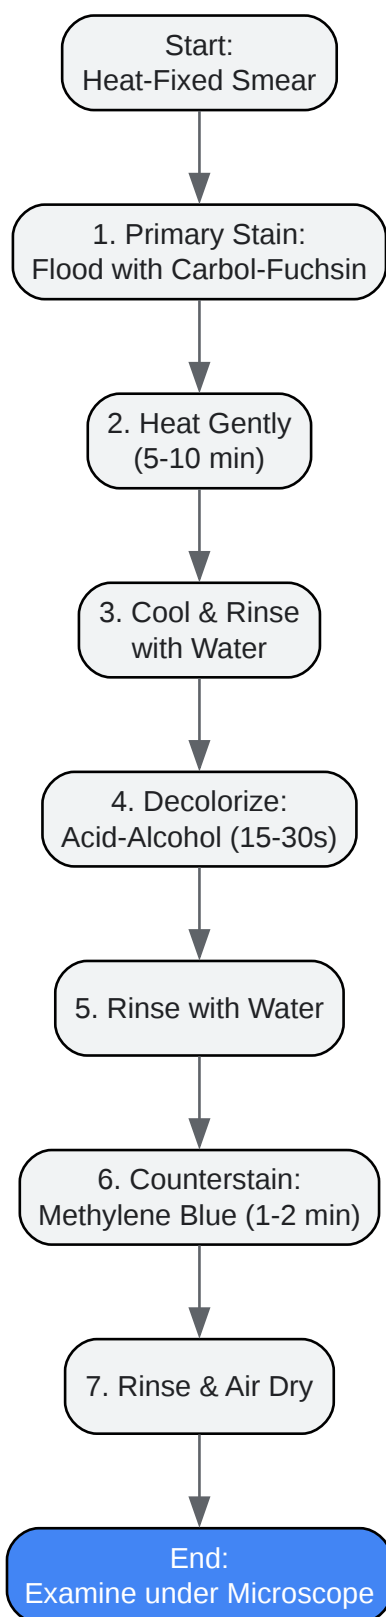 Start:
Heat-Fixed Smear
1. Primary Stain:
Flood with Carbol-Fuchsin
2. Heat Gently
(5-10 min)
3. Cool & Rinse
with Water
4. Decolorize:
Acid-Alcohol (15-30s)
5. Rinse with Water
6. Counterstain:
Methylene Blue (1-2 min)
7. Rinse & Air Dry
End:
Examine under Microscope